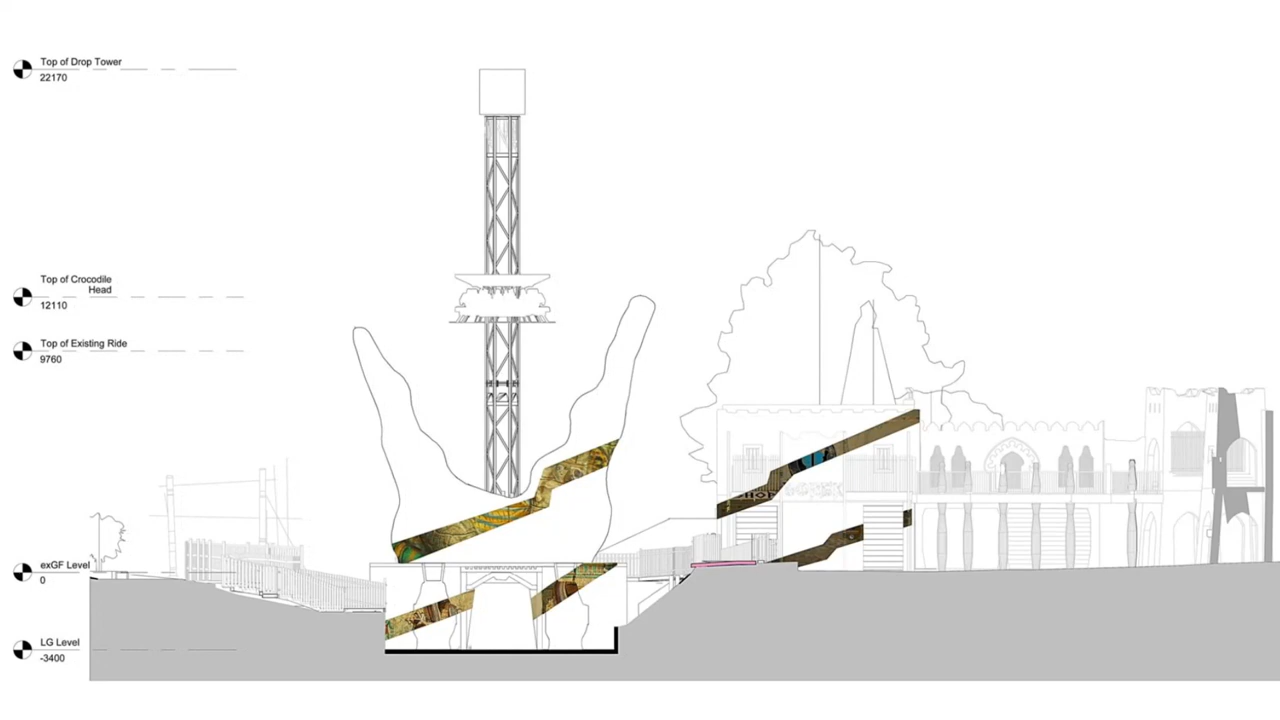 Top of Drop Tower
22170
Top of Crocodile
Head
12110
Top of Existing Ride
9760
exGF Level
0
LG Level
-3400